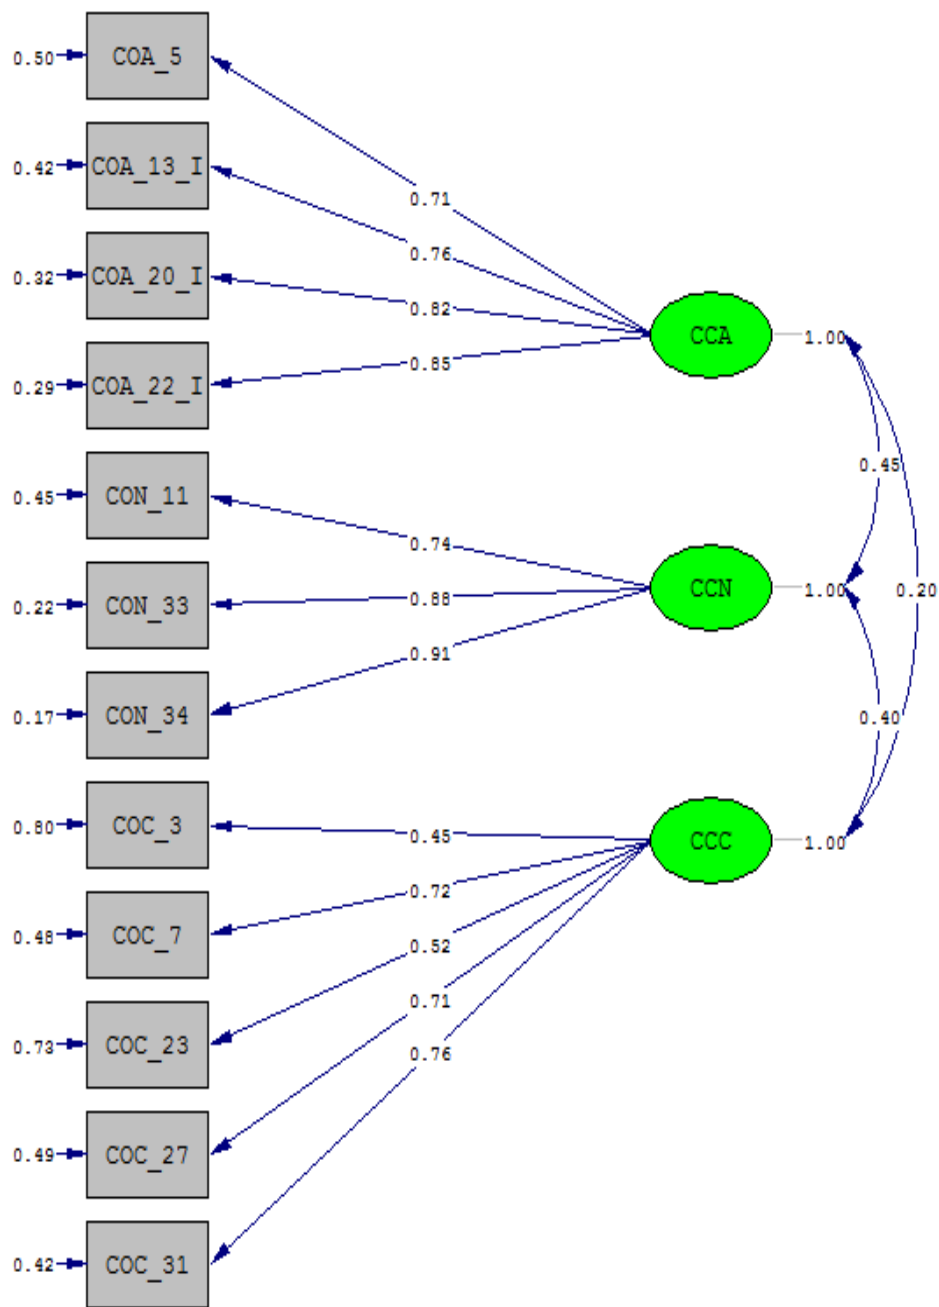 0.50 COA_5
0.42 COA_13_I
0.32 COA_20_I
0.29 COA_22_I
0.45 CON_11
0.22 CON_33
0.17 CON_34
0.80 COC_3
0.48 COC_7
0.73 COC_23
0.49 COC_27
0.42 COC_31
0.71
0.76
0.82
0.85
0.74
0.88
0.91
0.45
0.72
0.52
0.71
0.76
CCA 1.00
CCN 1.00
CCC 1.00
0.45
0.20
0.40